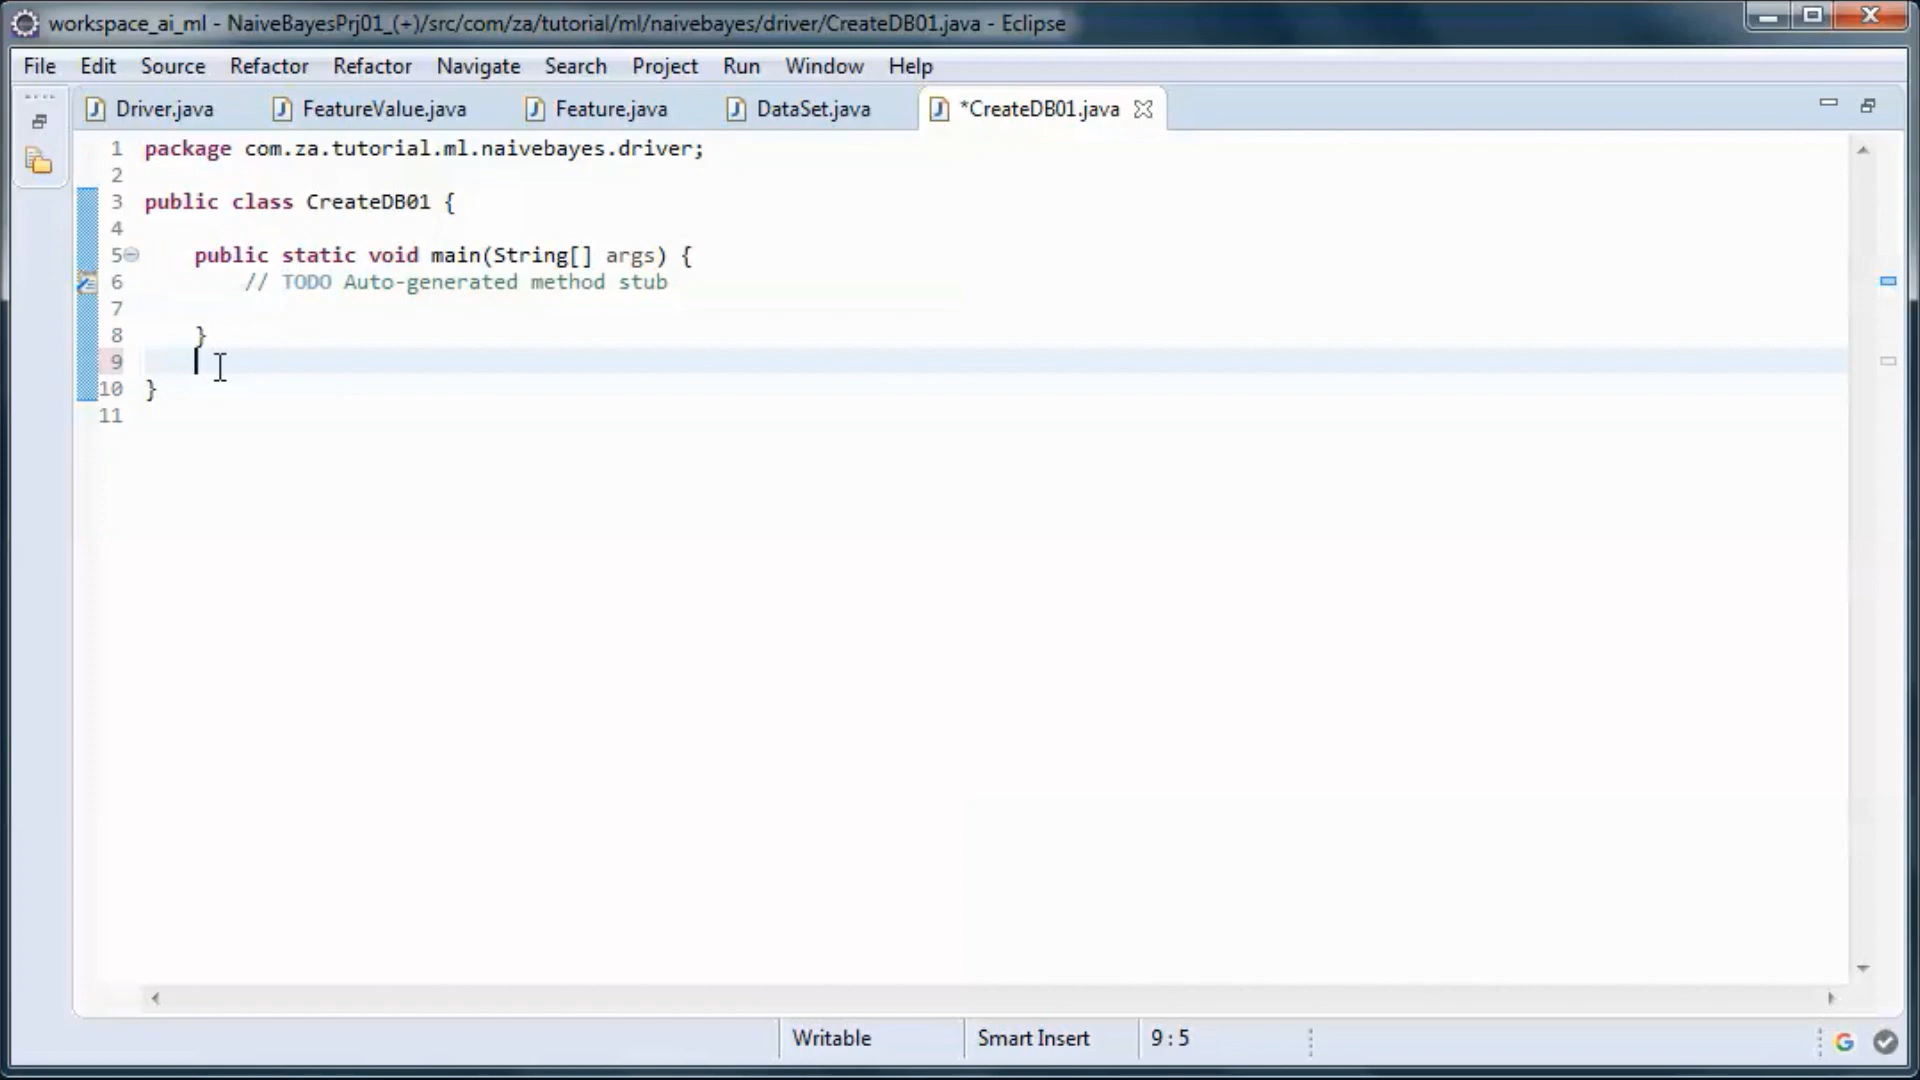 workspace_ai_ml - NaiveBayesPrj01_(+)/src/com/za/tutorial/ml/naivebayes/driver/CreateDB01.java - Eclipse
File Edit Source Refactor Refactor Navigate Search Project Run Window Help
Driver.java FeatureValue.java Feature.java DataSet.java *CreateDB01.java
1 package com.za.tutorial.ml.naivebayes.driver;
2
3 public class CreateDB01 {
4
5 public static void main(String[] args) {
6 // TODO Auto-generated method stub
7
8 }
9
10 }
11
Writable Smart Insert 9 : 5